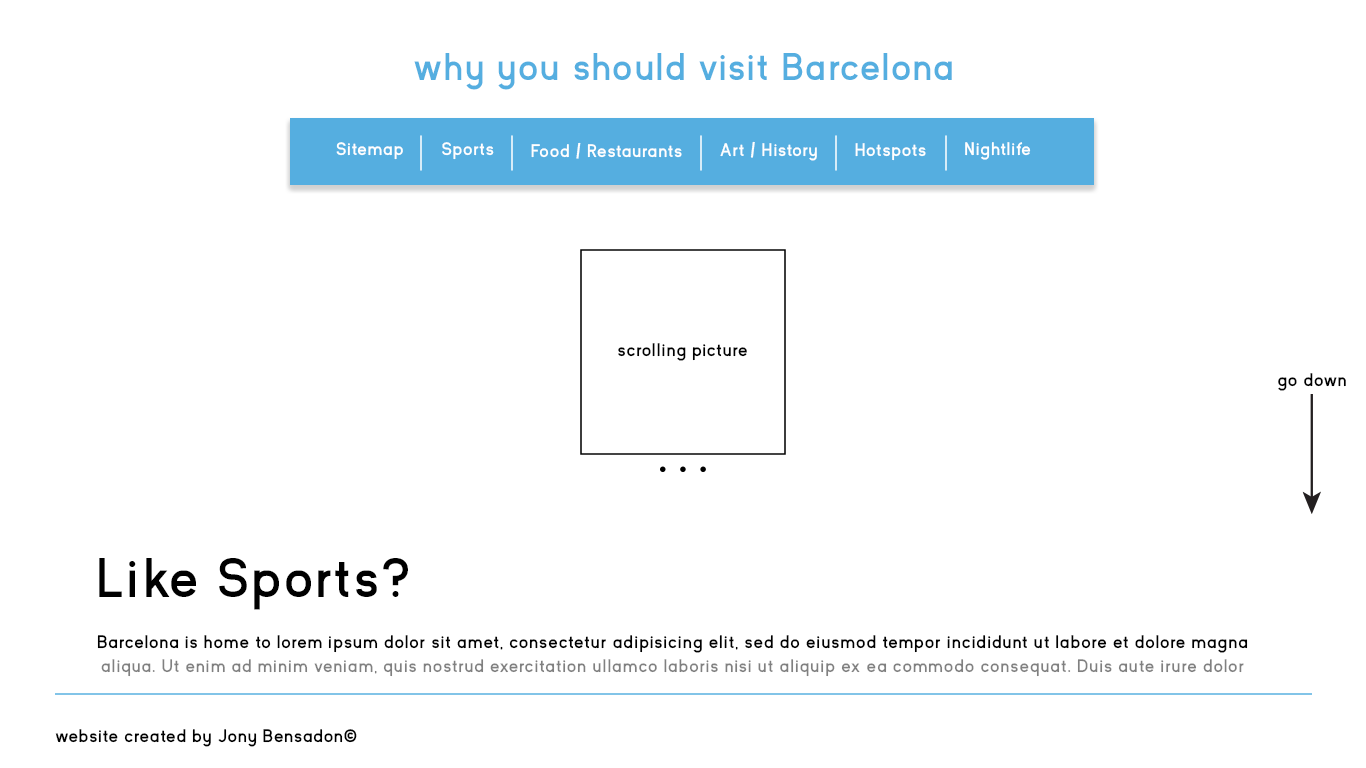 why you should visit Barcelona
Sitemap
Sports
Food / Restaurants
Art / History
Hotspots
Nightlife
scrolling picture
. . .
go down
Like Sports?
Barcelona is home to lorem ipsum dolor sit amet, consectetur adipisicing elit, sed do eiusmod tempor incididunt ut labore et dolore magna
aliqua. Ut enim ad minim veniam, quis nostrud exercitation ullamco laboris nisi ut aliquip ex ea commodo consequat. Duis aute irure dolor
website created by Jony Bensadon©